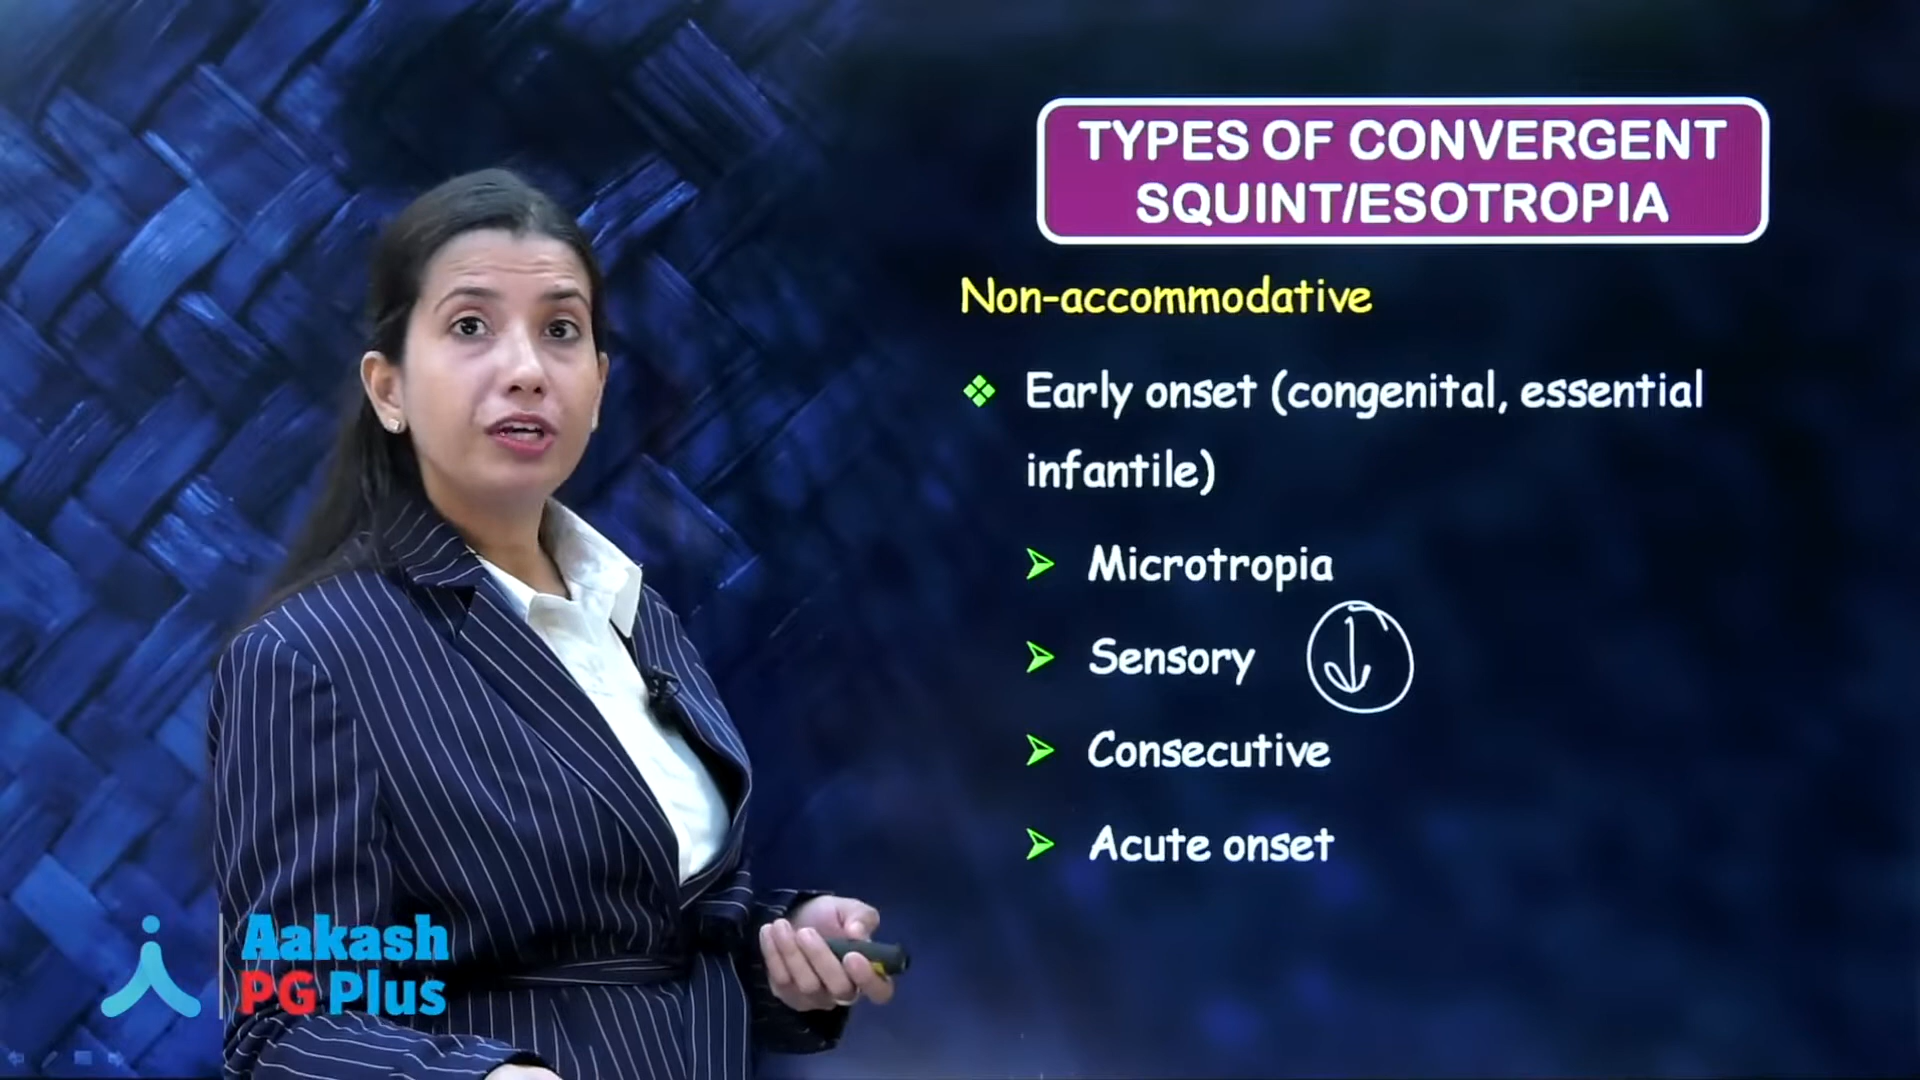 TYPES OF CONVERGENT
SQUINT/ESOTROPIA
Non-accommodative
Early onset (congenital, essential
infantile)
Microtropia
Sensory
Consecutive
Acute onset
Aakash
PG Plus